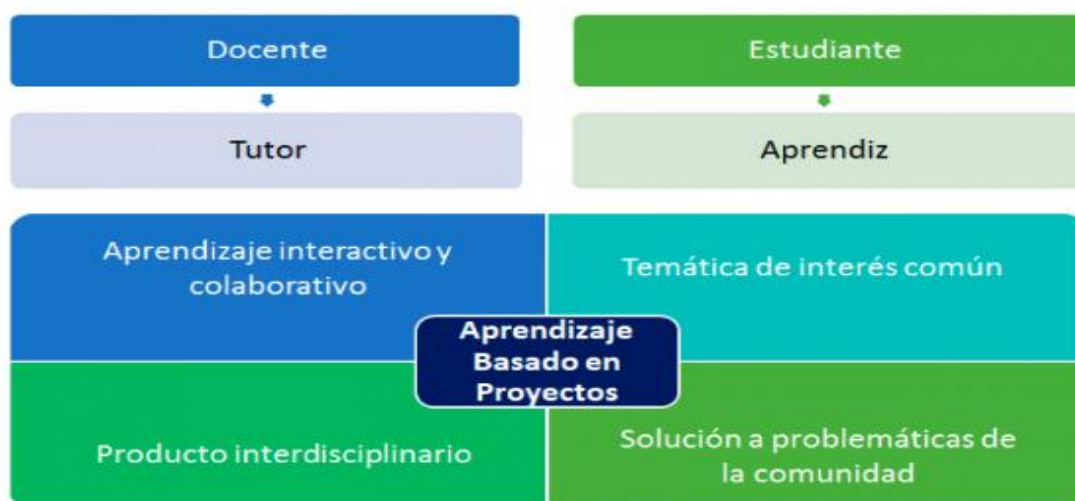 Docente
Estudiante
Tutor
Aprendiz
Aprendizaje interactivo y
colaborativo
Temática de interés común
Aprendizaje
Basado en
Proyectos
Producto interdisciplinario
Solución a problemáticas de
la comunidad